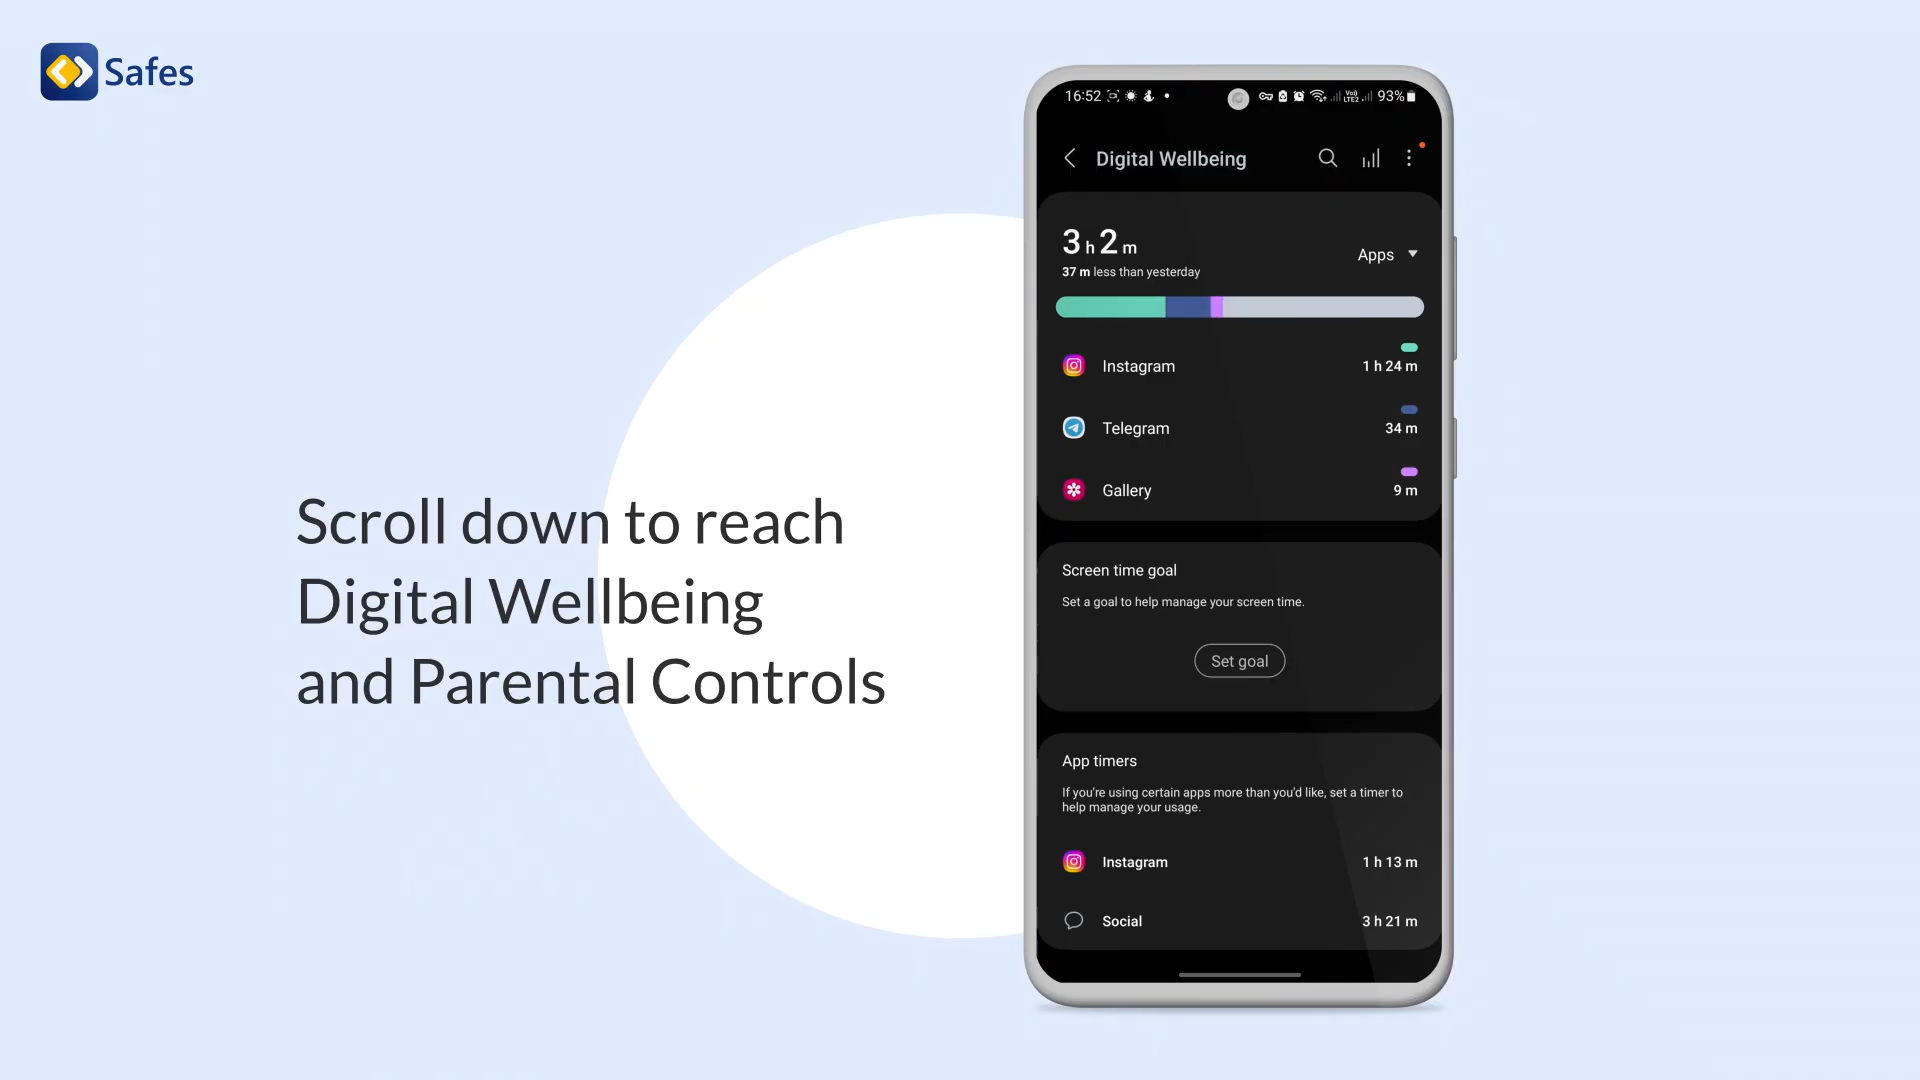 Safes
Scroll down to reach
Digital Wellbeing
and Parental Controls
16:52
Vo))
LTE2
93%
Digital Wellbeing
3 h 2 m
37 m less than yesterday
Apps
Instagram
1 h 24 m
Telegram
34 m
Gallery
9 m
Screen time goal
Set a goal to help manage your screen time.
Set goal
App timers
If you're using certain apps more than you'd like, set a timer to
help manage your usage.
Instagram
1 h 13 m
Social
3 h 21 m